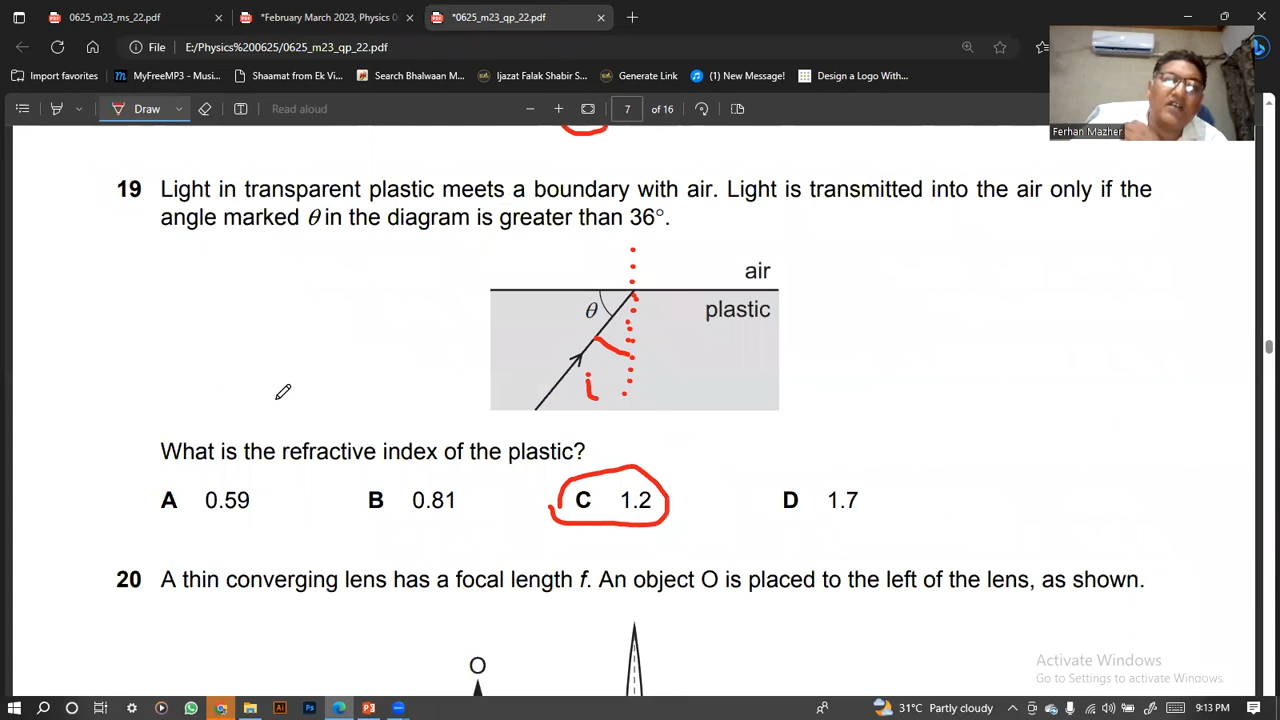 0625_m23_ms_22.pdf
*February March 2023, Physics 0
*0625_m23_qp_22.pdf
File
E:/Physics%200625/0625_m23_qp_22.pdf
Import favorites
MyFreeMP3 - Musi...
Shaamat from Ek Vi...
Search Bhalwaan M...
Ijazat Falak Shabir S...
Generate Link
(1) New Message!
Design a Logo With...
Draw
Read aloud
7 of 16
Ferhan Mazher
19 Light in transparent plastic meets a boundary with air. Light is transmitted into the air only if the
angle marked θ in the diagram is greater than 36°.
air
θ
plastic
i
What is the refractive index of the plastic?
A 0.59 B 0.81 C 1.2 D 1.7
20 A thin converging lens has a focal length f. An object O is placed to the left of the lens, as shown.
O
Activate Windows
Go to Settings to activate Windows.
31°C Partly cloudy
9:13 PM